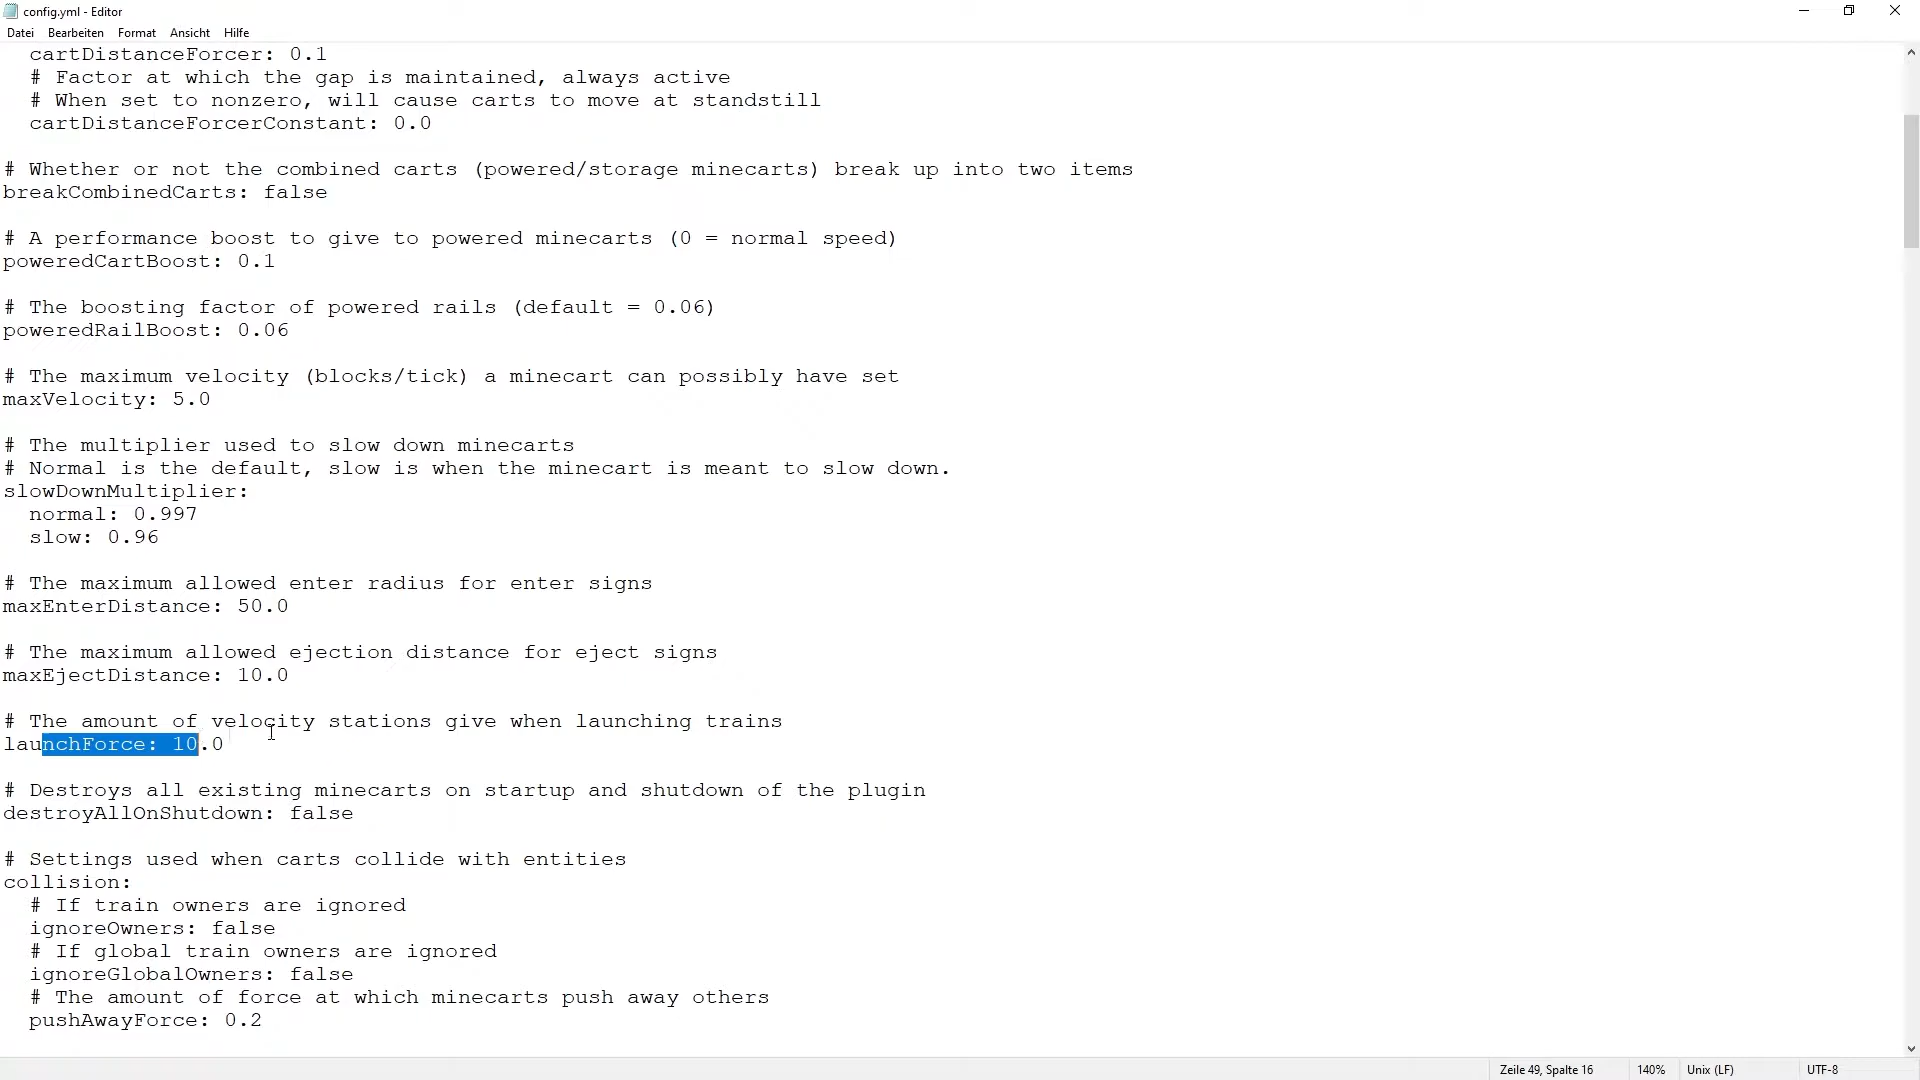 config.yml - Editor
Datei Bearbeiten Format Ansicht Hilfe
cartDistanceForcer: 0.1
# Factor at which the gap is maintained, always active
# When set to nonzero, will cause carts to move at standstill
cartDistanceForcerConstant: 0.0
# Whether or not the combined carts (powered/storage minecarts) break up into two items
breakCombinedCarts: false
# A performance boost to give to powered minecarts (0 = normal speed)
poweredCartBoost: 0.1
# The boosting factor of powered rails (default = 0.06)
poweredRailBoost: 0.06
# The maximum velocity (blocks/tick) a minecart can possibly have set
maxVelocity: 5.0
# The multiplier used to slow down minecarts
# Normal is the default, slow is when the minecart is meant to slow down.
slowDownMultiplier:
normal: 0.997
slow: 0.96
# The maximum allowed enter radius for enter signs
maxEnterDistance: 50.0
# The maximum allowed ejection distance for eject signs
maxEjectDistance: 10.0
# The amount of velocity stations give when launching trains
launchForce: 10.0
# Destroys all existing minecarts on startup and shutdown of the plugin
destroyAllOnShutdown: false
# Settings used when carts collide with entities
collision:
# If train owners are ignored
ignoreOwners: false
# If global train owners are ignored
ignoreGlobalOwners: false
# The amount of force at which minecarts push away others
pushAwayForce: 0.2
Zeile 49, Spalte 16 140% Unix (LF) UTF-8